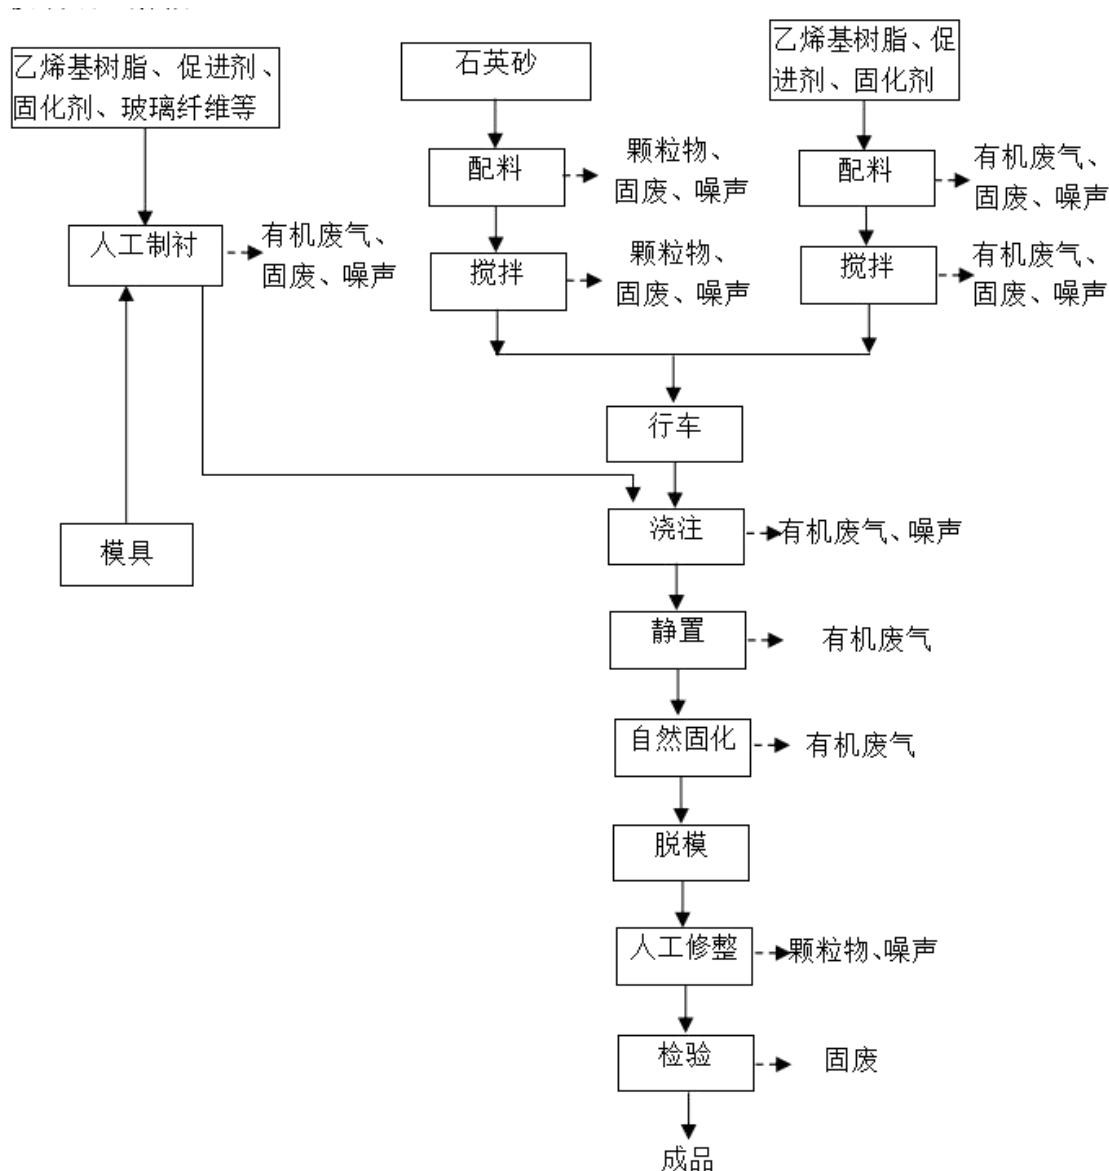 乙烯基树脂、促进剂、
固化剂、玻璃纤维等
石英砂
乙烯基树脂、促
进剂、固化剂
配料
颗粒物、
固废、噪声
配料
有机废气、
固废、噪声
人工制衬
有机废气、
固废、噪声
搅拌
颗粒物、
固废、噪声
搅拌
有机废气、
固废、噪声
行车
模具
浇注
有机废气、噪声
静置
有机废气
自然固化
有机废气
脱模
人工修整
颗粒物、噪声
检验
固废
成品